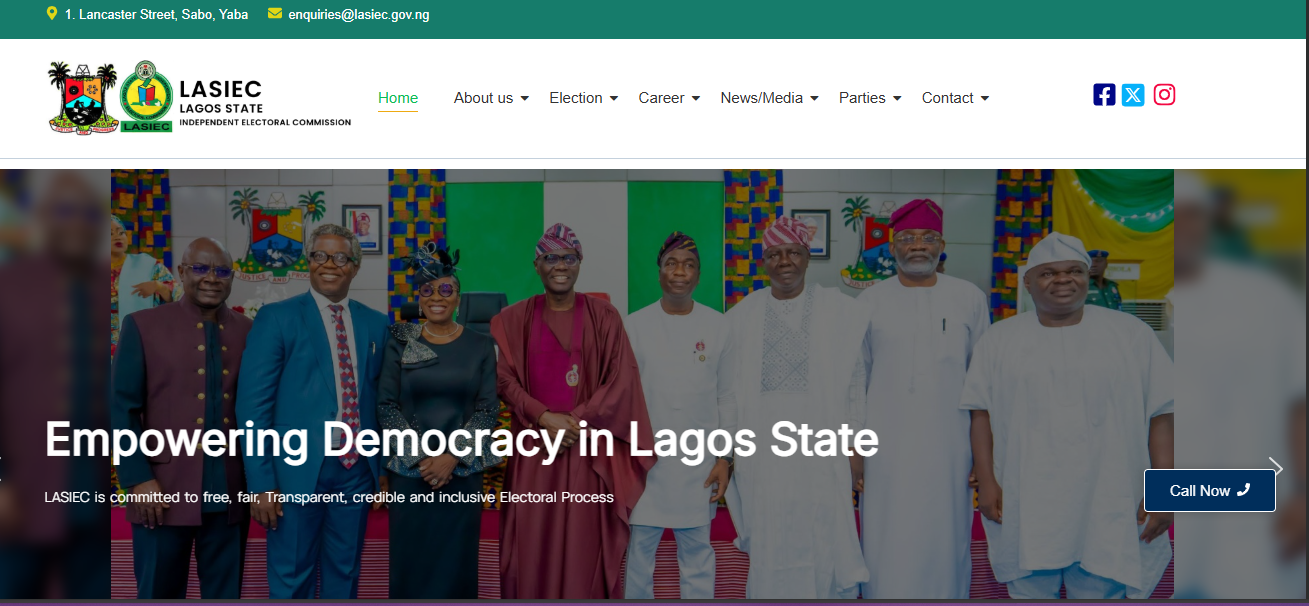 1. Lancaster Street, Sabo, Yaba enquiries@lasiec.gov.ng
LASIEC
LAGOS STATE
INDEPENDENT ELECTORAL COMMISSION
LASIEC
Home About us Election Career News/Media Parties Contact
Empowering Democracy in Lagos State
LASIEC is committed to free, fair, Transparent, credible and inclusive Electoral Process
Call Now